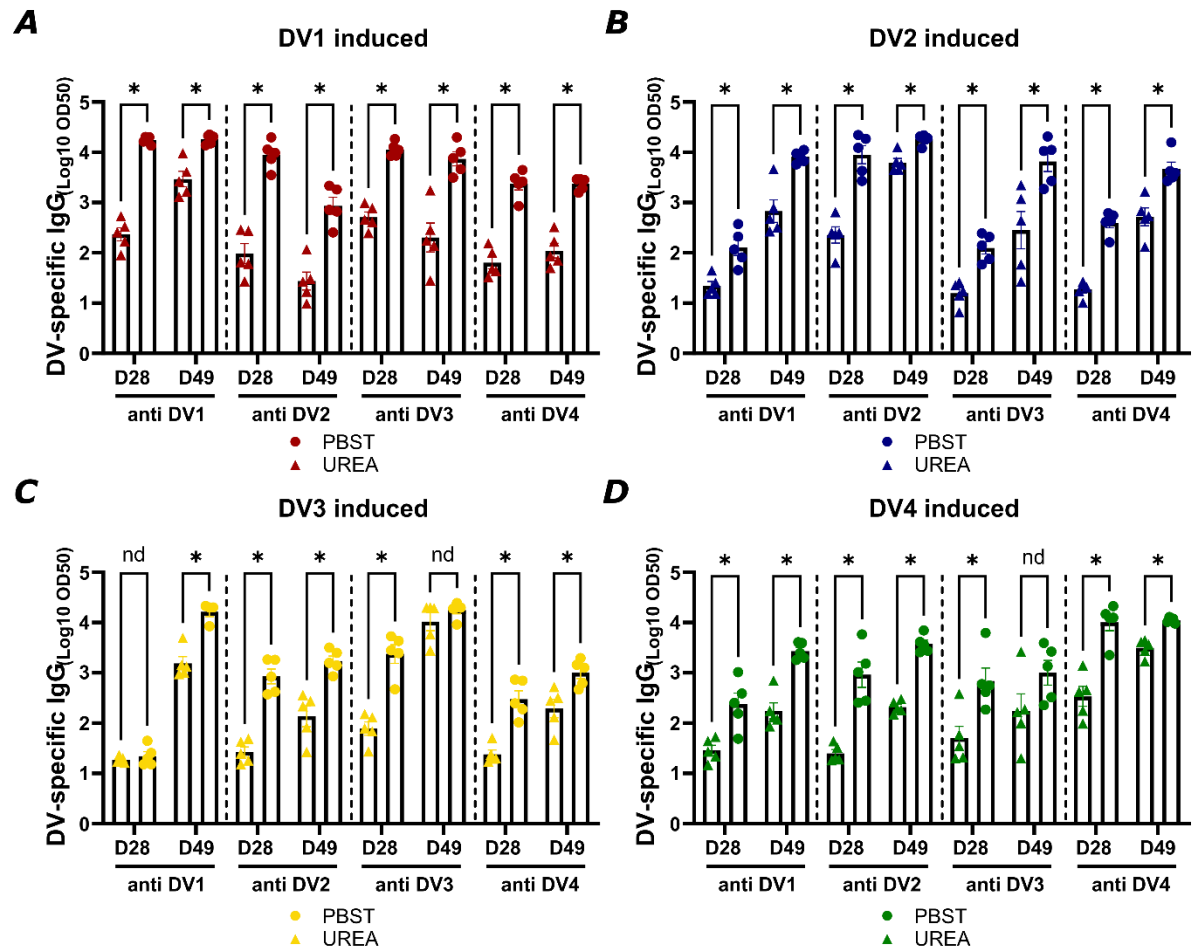 A
DV1 induced
DV-specific IgG(Log10 OD50)
* * * * * * * *
5
4
3
2
1
0
D28 D49 D28 D49 D28 D49 D28 D49
anti DV1 anti DV2 anti DV3 anti DV4
PBST
UREA
B
DV2 induced
DV-specific IgG(Log10 OD50)
* * * * * * * *
5
4
3
2
1
0
D28 D49 D28 D49 D28 D49 D28 D49
anti DV1 anti DV2 anti DV3 anti DV4
PBST
UREA
C
DV3 induced
DV-specific IgG(Log10 OD50)
nd * * * * nd * *
5
4
3
2
1
0
D28 D49 D28 D49 D28 D49 D28 D49
anti DV1 anti DV2 anti DV3 anti DV4
PBST
UREA
D
DV4 induced
DV-specific IgG(Log10 OD50)
* * * * * nd * *
5
4
3
2
1
0
D28 D49 D28 D49 D28 D49 D28 D49
anti DV1 anti DV2 anti DV3 anti DV4
PBST
UREA